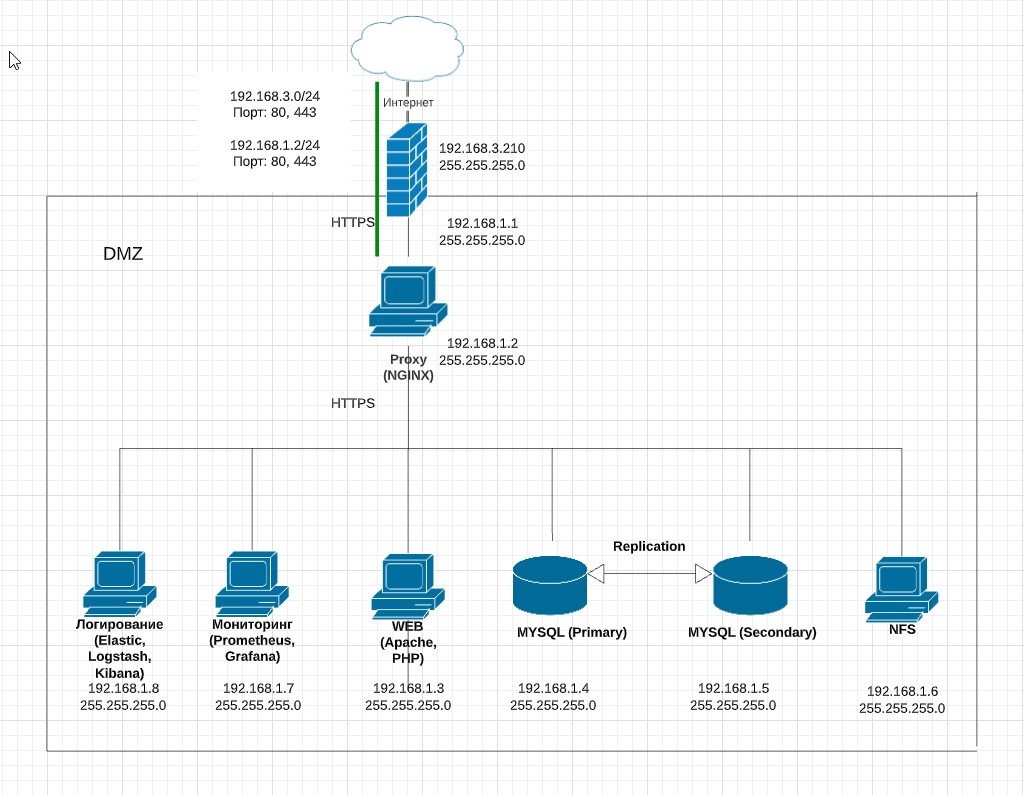 192.168.3.0/24
Порт: 80, 443
192.168.1.2/24
Порт: 80, 443
Интернет
192.168.3.210
255.255.255.0
HTTPS
192.168.1.1
255.255.255.0
DMZ
192.168.1.2
255.255.255.0
Proxy
(NGINX)
HTTPS
Replication
Логирование
(Elastic,
Logstash,
Kibana)
192.168.1.8
255.255.255.0
Мониторинг
(Prometheus,
Grafana)
192.168.1.7
255.255.255.0
WEB
(Apache,
PHP)
192.168.1.3
255.255.255.0
MYSQL (Primary)
192.168.1.4
255.255.255.0
MYSQL (Secondary)
192.168.1.5
255.255.255.0
NFS
192.168.1.6
255.255.255.0